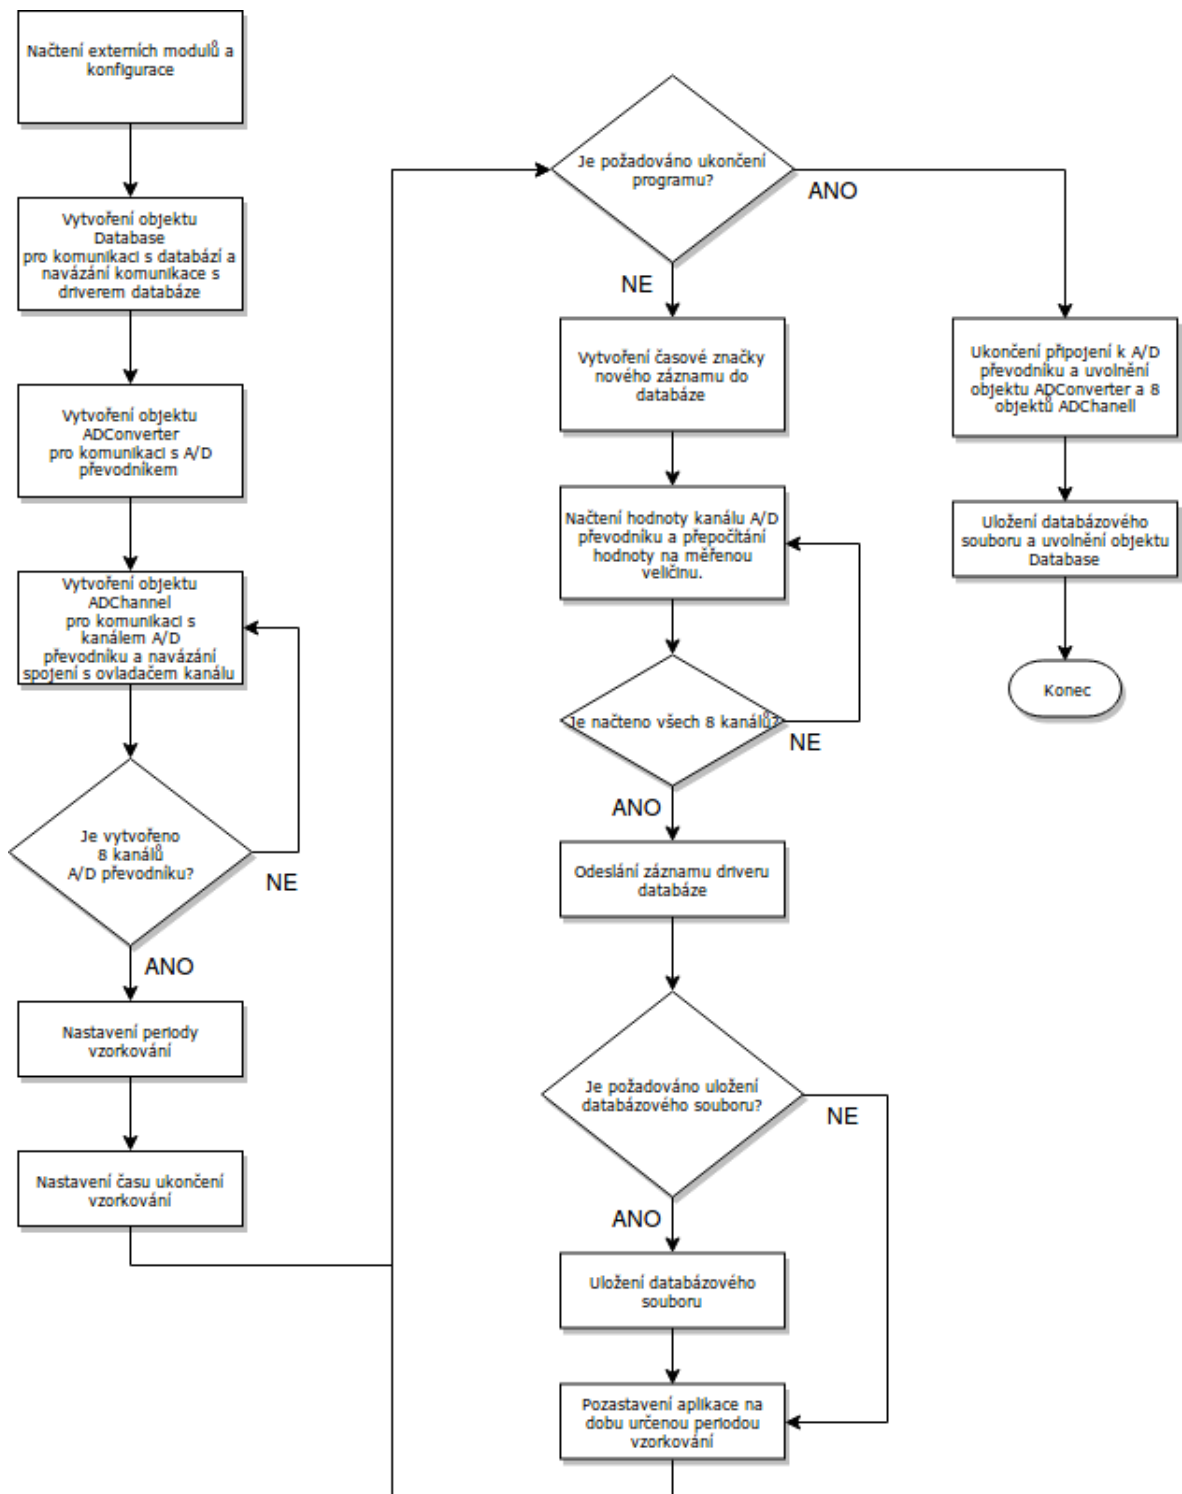 Načtení externích modulů a
konfigurace
Vytvoření objektu
Database
pro komunikaci s databází a
navázání komunikace s
driverem databáze
Vytvoření objektu
ADConverter
pro komunikaci s A/D
převodníkem
Vytvoření objektu
ADChannel
pro komunikaci s
kanálem A/D
převodníku a navázání
spojení s ovladačem kanálu
Je vytvořeno
8 kanálů
A/D převodníku?
NE
ANO
Nastavení periody
vzorkování
Nastavení času ukončení
vzorkování
Je požadováno ukončení
programu?
ANO
NE
Vytvoření časové značky
nového záznamu do
databáze
Načtení hodnoty kanálu A/D
převodníku a přepočítání
hodnoty na měřenou
veličinu.
Je načteno všech 8 kanálů?
NE
ANO
Odeslání záznamu driveru
databáze
Je požadováno uložení
databázového souboru?
NE
ANO
Uložení databázového
souboru
Pozastavení aplikace na
dobu určenou periodou
vzorkování
Ukončení připojení k A/D
převodníku a uvolnění
objektu ADConverter a 8
objektů ADChanell
Uložení databázového
souboru a uvolnění objektu
Database
Konec